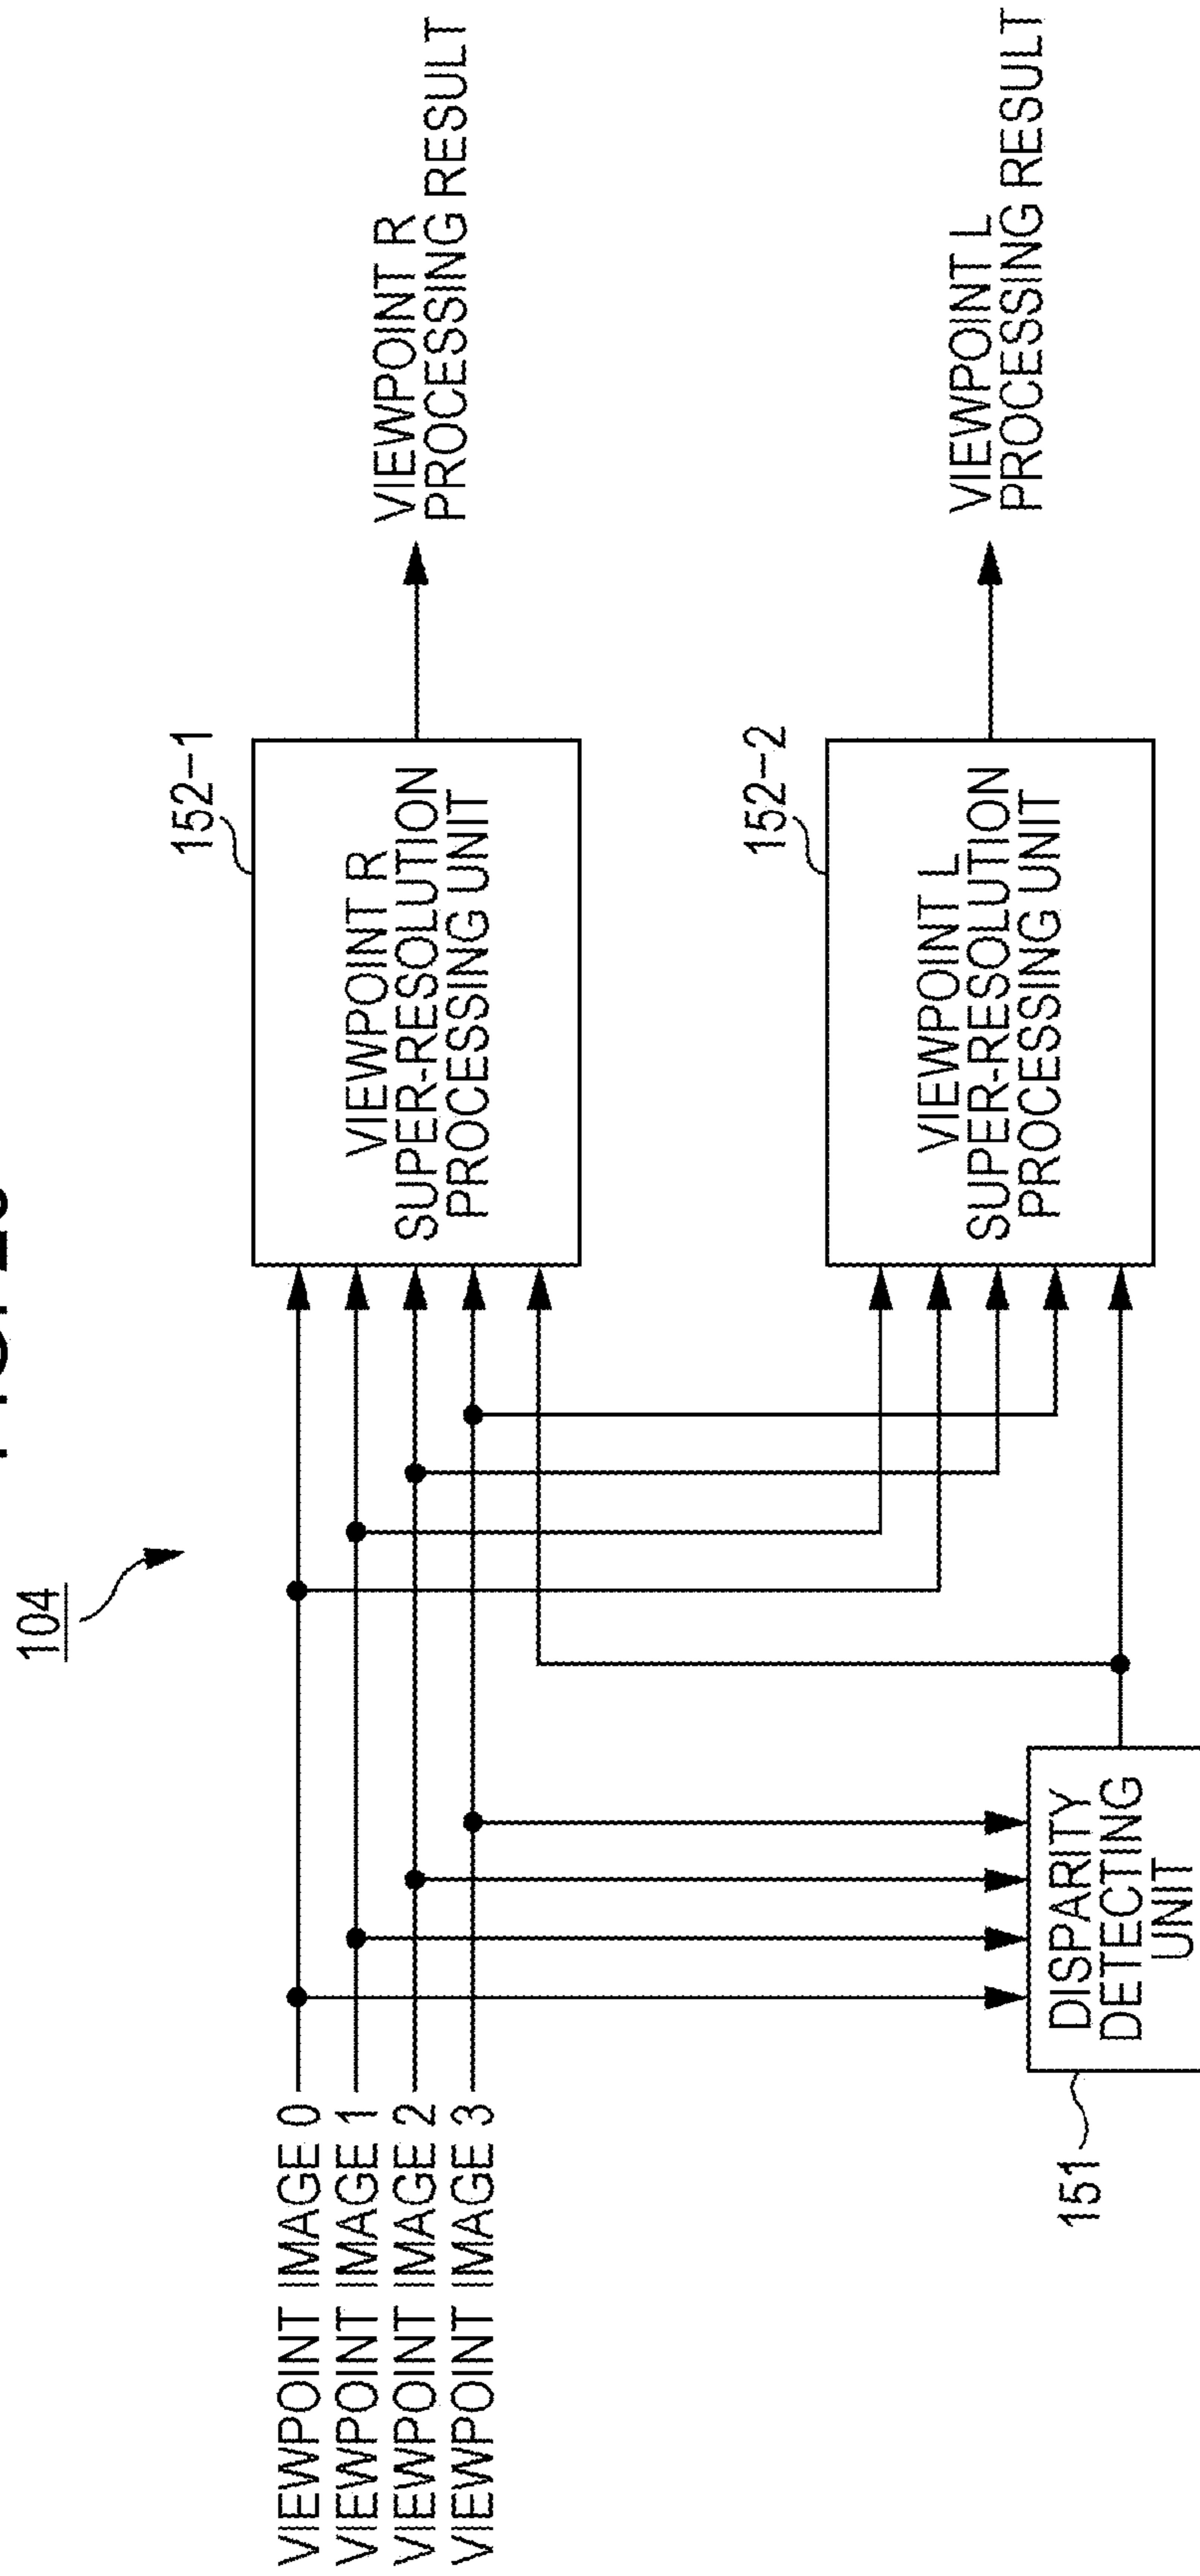 104
VIEWPOINT IMAGE 0
VIEWPOINT IMAGE 1
VIEWPOINT IMAGE 2
VIEWPOINT IMAGE 3
152-1
VIEWPOINT R
SUPER-RESOLUTION
PROCESSING UNIT
VIEWPOINT R
PROCESSING RESULT
152-2
VIEWPOINT L
SUPER-RESOLUTION
PROCESSING UNIT
VIEWPOINT L
PROCESSING RESULT
151
DISPARITY
DETECTING
UNIT